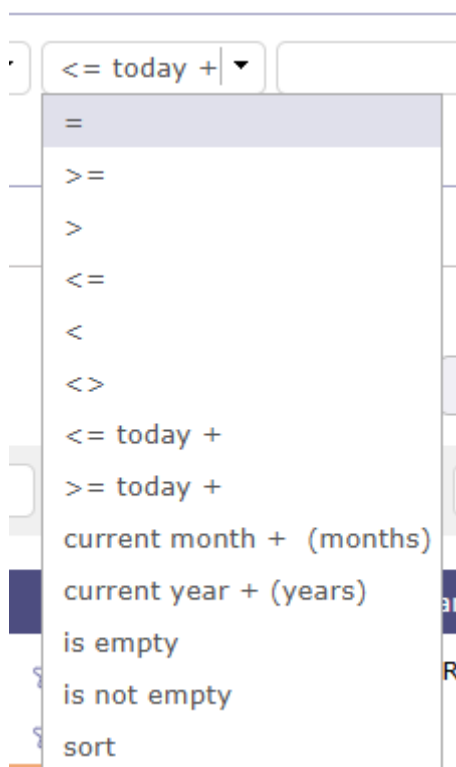 <= today +
=
>=
>
<=
<
<>
<= today +
>= today +
current month +  (months)
current year + (years)
is empty
is not empty
sort
R